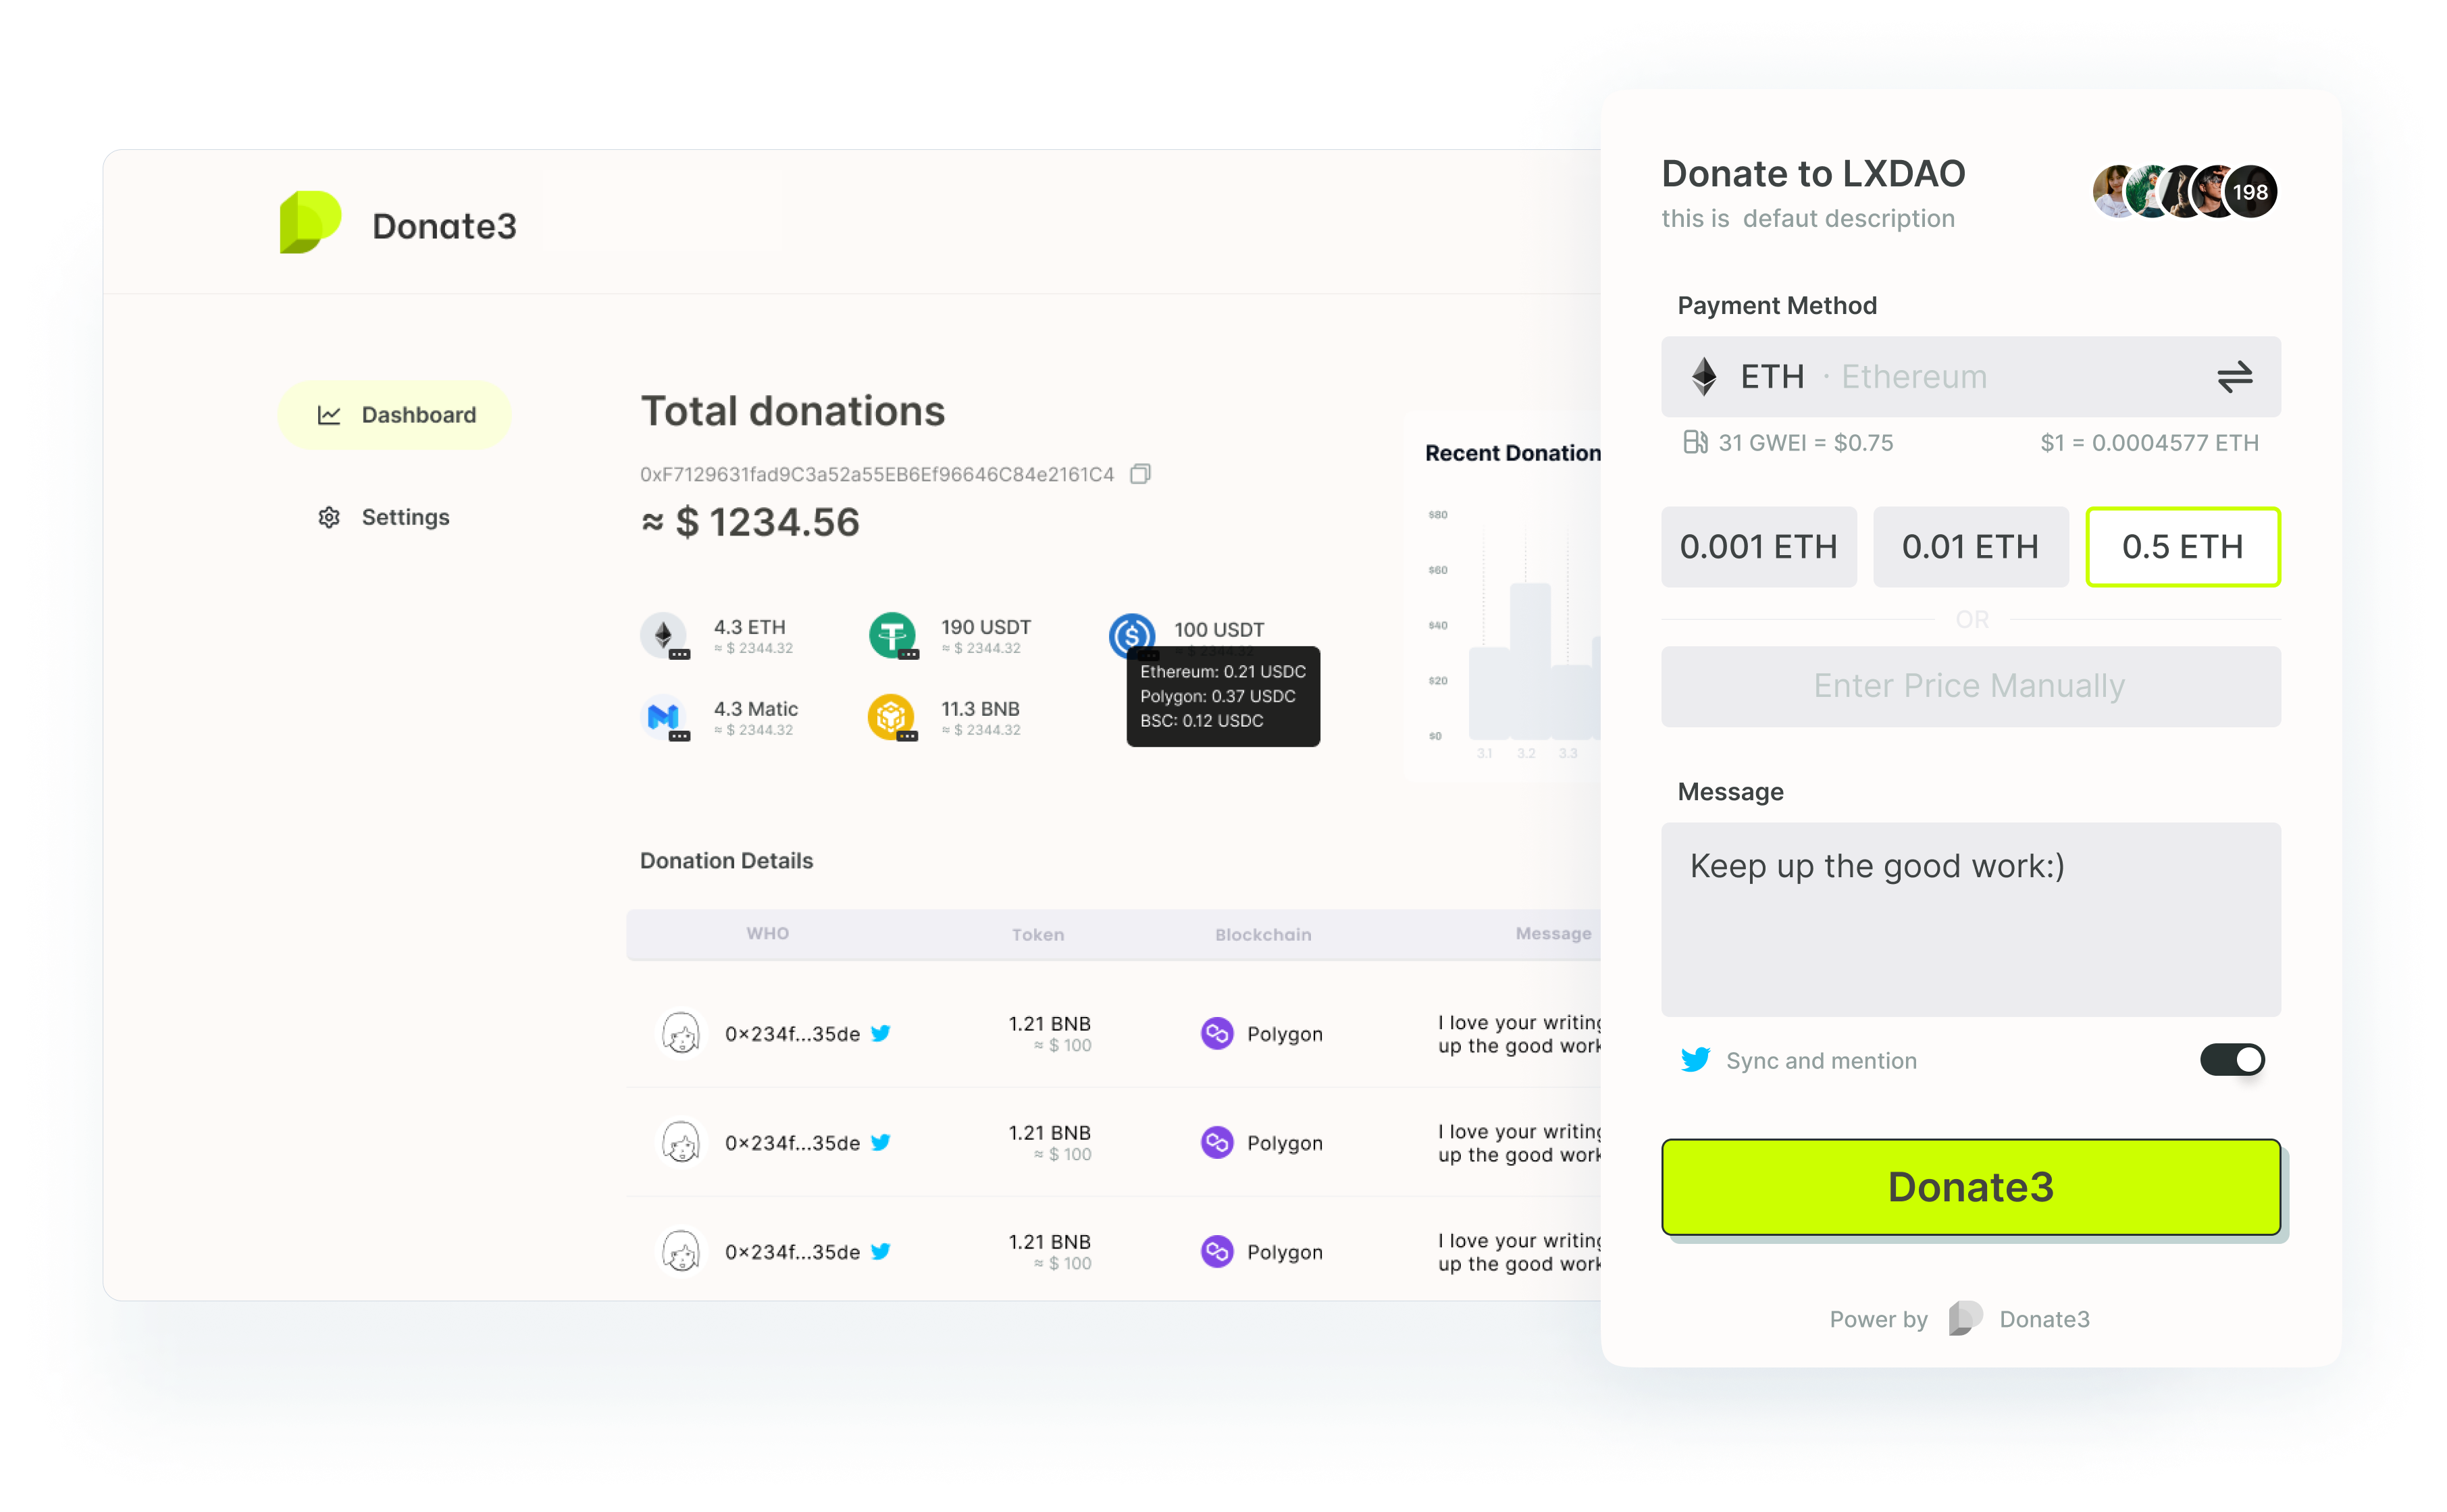 Donate3
Dashboard
Settings
Total donations
0xF7129631fad9C3a52a55EB6Ef96646C84e2161C4
≈ $ 1234.56
4.3 ETH
≈ $ 2344.32
190 USDT
≈ $ 2344.32
100 USDT
4.3 Matic
≈ $ 2344.32
11.3 BNB
≈ $ 2344.32
Ethereum: 0.21 USDC
Polygon: 0.37 USDC
BSC: 0.12 USDC
Recent Donation
$80
$60
$40
$20
$0
3.1 3.2 3.3
Donation Details
WHO Token Blockchain Message
0×234f...35de
1.21 BNB
≈ $ 100
Polygon
I love your writing
up the good work
0×234f...35de
1.21 BNB
≈ $ 100
Polygon
I love your writing
up the good work
0×234f...35de
1.21 BNB
≈ $ 100
Polygon
I love your writing
up the good work
Donate to LXDAO
this is defaut description
198
Payment Method
ETH · Ethereum
31 GWEI = $0.75
$1 = 0.0004577 ETH
0.001 ETH
0.01 ETH
0.5 ETH
OR
Enter Price Manually
Message
Keep up the good work:)
Sync and mention
Donate3
Power by Donate3